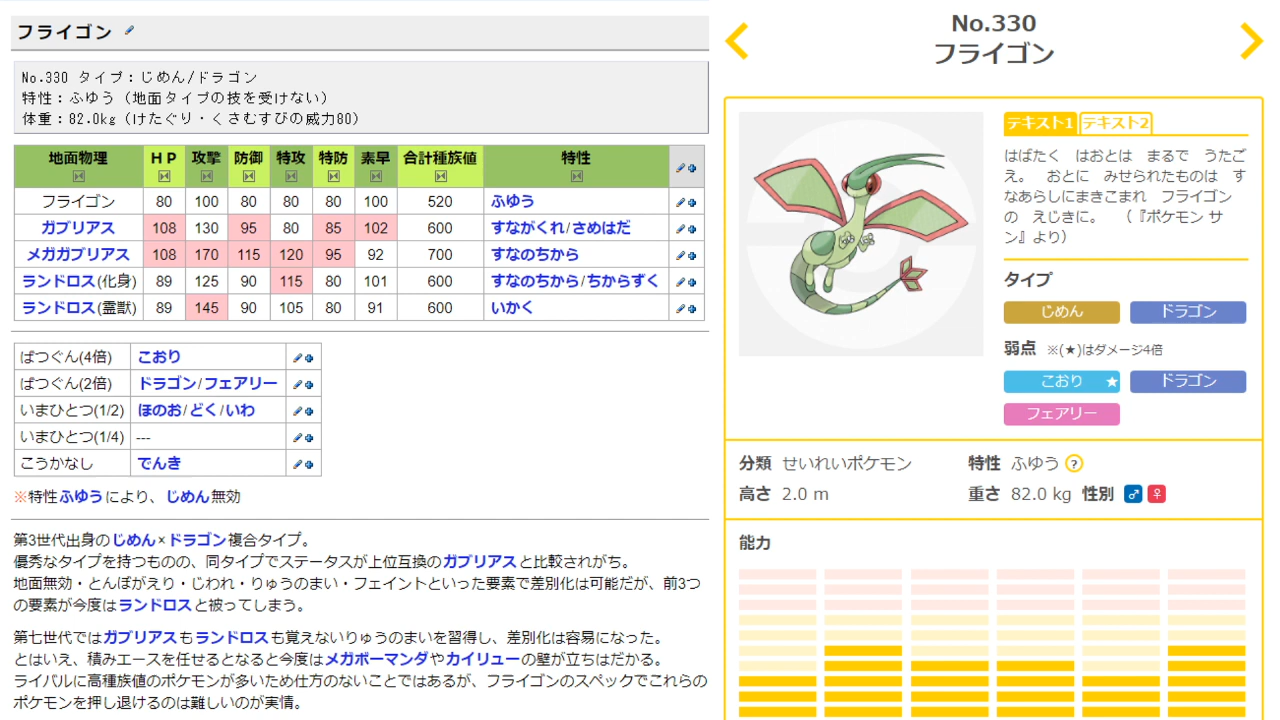 フライゴン
No.330 タイプ：じめん/ドラゴン
特性：ふゆう（地面タイプの技を受けない）
体重：82.0kg（けたぐり・くさむすびの威力80）
地面物理 ＨＰ 攻撃 防御 特攻 特防 素早 合計種族値 特性
フライゴン 80 100 80 80 80 100 520 ふゆう
ガブリアス 108 130 95 80 85 102 600 すながくれ/さめはだ
メガガブリアス 108 170 115 120 95 92 700 すなのちから
ランドロス(化身) 89 125 90 115 80 101 600 すなのちから/ちからずく
ランドロス(霊獣) 89 145 90 105 80 91 600 いかく
ばつぐん(4倍) こおり
ばつぐん(2倍) ドラゴン/フェアリー
いまひとつ(1/2) ほのお/どく/いわ
いまひとつ(1/4) ---
こうかなし でんき
※特性ふゆうにより、じめん無効
第3世代出身のじめん×ドラゴン複合タイプ。
優秀なタイプを持つものの、同タイプでステータスが上位互換のガブリアスと比較されがち。
地面無効・とんぼがえり・じわれ・りゅうのまい・フェイントといった要素で差別化は可能だが、前3つ
の要素が今度はランドロスと被ってしまう。
第七世代ではガブリアスもランドロスも覚えないりゅうのまいを習得し、差別化は容易になった。
とはいえ、積みエースを任せるとなると今度はメガボーマンダやカイリューの壁が立ちはだかる。
ライバルに高種族値のポケモンが多いため仕方のないことではあるが、フライゴンのスペックでこれらの
ポケモンを押し退けるのは難しいのが実情。
No.330
フライゴン
テキスト1 テキスト2
はばたく　はおとは　まるで　うたご
え。　おとに　みせられたものは　す
なあらしにまきこまれ　フライゴン
の　えじきに。　（『ポケモン サ
ン』より）
タイプ
じめん ドラゴン
弱点 ※(★)はダメージ4倍
こおり ★ ドラゴン
フェアリー
分類 せいれいポケモン 特性 ふゆう ?
高さ 2.0 m 重さ 82.0 kg 性別 ♂ ♀
能力